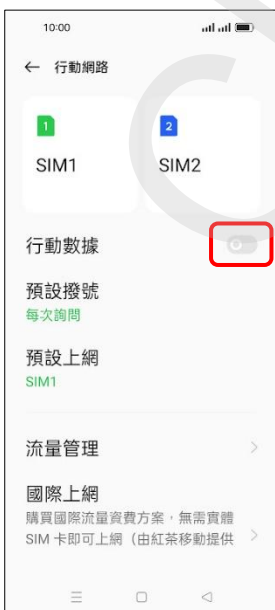 10:00
← 行動網路
1
2
SIM1
SIM2
行動數據
預設撥號
每次詢問
預設上網
SIM1
流量管理
國際上網
購買國際流量資費方案，無需實體
SIM 卡即可上網（由紅茶移動提供